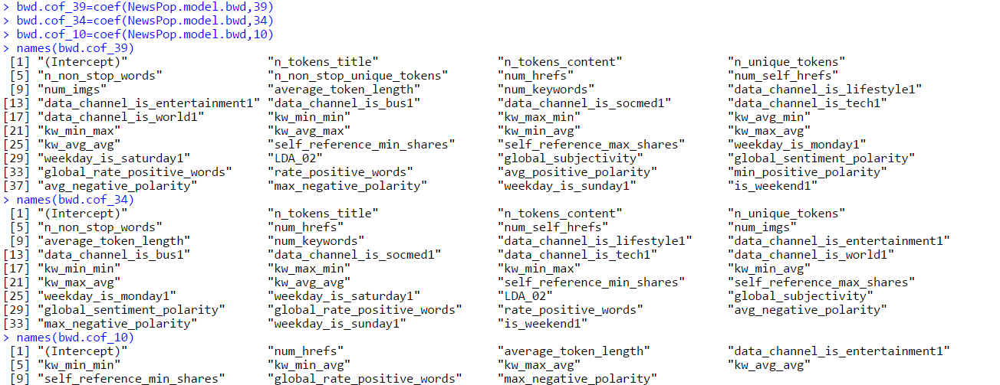 > bwd.cof_39=coef(NewsPop.model.bwd,39)
> bwd.cof_34=coef(NewsPop.model.bwd,34)
> bwd.cof_10=coef(NewsPop.model.bwd,10)
> names(bwd.cof_39)
 [1] "(Intercept)"                   "n_tokens_title"                "n_tokens_content"              "n_unique_tokens"
 [5] "n_non_stop_words"              "n_non_stop_unique_tokens"      "num_hrefs"                     "num_self_hrefs"
 [9] "num_imgs"                      "average_token_length"          "num_keywords"                  "data_channel_is_lifestyle1"
[13] "data_channel_is_entertainment1" "data_channel_is_bus1"          "data_channel_is_socmed1"       "data_channel_is_tech1"
[17] "data_channel_is_world1"        "kw_min_min"                    "kw_max_min"                    "kw_avg_min"
[21] "kw_min_max"                    "kw_avg_max"                    "kw_min_avg"                    "kw_max_avg"
[25] "kw_avg_avg"                    "self_reference_min_shares"     "self_reference_max_shares"     "weekday_is_monday1"
[29] "weekday_is_saturday1"          "LDA_02"                        "global_subjectivity"           "global_sentiment_polarity"
[33] "global_rate_positive_words"    "rate_positive_words"           "avg_positive_polarity"         "min_positive_polarity"
[37] "avg_negative_polarity"         "max_negative_polarity"         "weekday_is_sunday1"            "is_weekend1"
> names(bwd.cof_34)
 [1] "(Intercept)"                   "n_tokens_title"                "n_tokens_content"              "n_unique_tokens"
 [5] "n_non_stop_words"              "num_hrefs"                     "num_self_hrefs"                "num_imgs"
 [9] "average_token_length"          "num_keywords"                  "data_channel_is_lifestyle1"    "data_channel_is_entertainment1"
[13] "data_channel_is_bus1"          "data_channel_is_socmed1"       "data_channel_is_tech1"         "data_channel_is_world1"
[17] "kw_min_min"                    "kw_max_min"                    "kw_min_max"                    "kw_min_avg"
[21] "kw_max_avg"                    "kw_avg_avg"                    "self_reference_min_shares"     "self_reference_max_shares"
[25] "weekday_is_monday1"            "weekday_is_saturday1"          "LDA_02"                        "global_subjectivity"
[29] "global_sentiment_polarity"     "global_rate_positive_words"    "rate_positive_words"           "avg_negative_polarity"
[33] "max_negative_polarity"         "weekday_is_sunday1"            "is_weekend1"
> names(bwd.cof_10)
 [1] "(Intercept)"                   "num_hrefs"                     "average_token_length"          "data_channel_is_entertainment1"
 [5] "kw_min_min"                    "kw_min_avg"                    "kw_max_avg"                    "kw_avg_avg"
 [9] "self_reference_min_shares"     "global_rate_positive_words"    "max_negative_polarity"